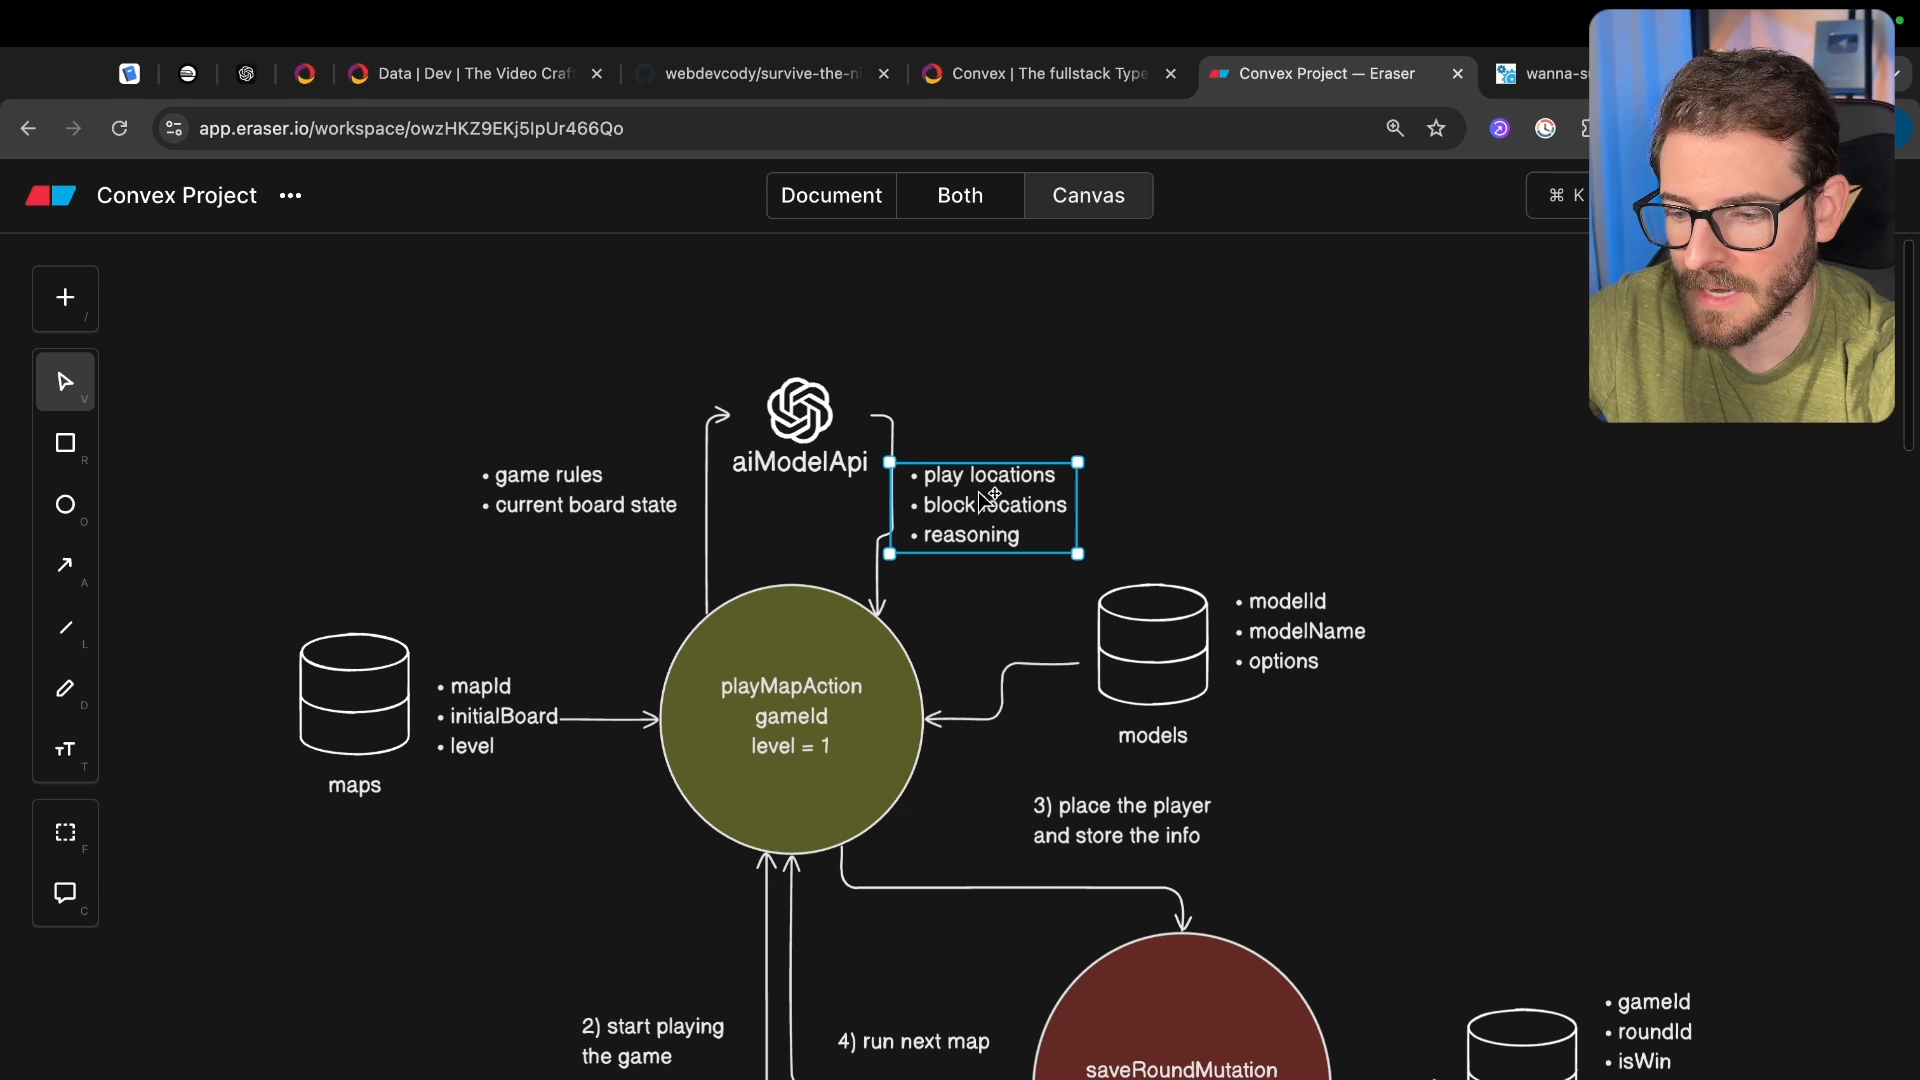 Data | Dev | The Video Craf
webdevcody/survive-the-ni
Convex | The fullstack Type
Convex Project — Eraser
wanna-su
app.eraser.io/workspace/owzHKZ9EKj5IpUr466Qo
Convex Project
Document
Both
Canvas
⌘ K
/
V
R
O
A
L
D
T
F
C
aiModelApi
• game rules
• current board state
• play locations
• block locations
• reasoning
• modelId
• modelName
• options
models
• mapId
• initialBoard
• level
maps
playMapAction
gameId
level = 1
3) place the player
and store the info
2) start playing
the game
4) run next map
saveRoundMutation
• gameId
• roundId
• isWin